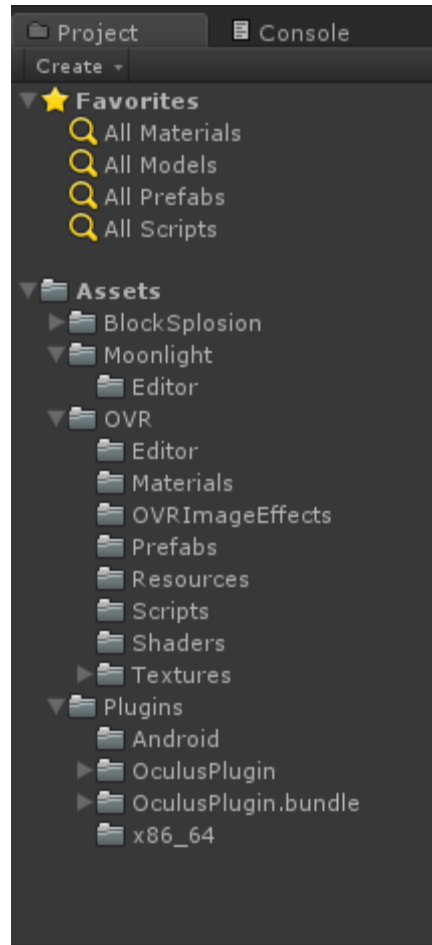 Project Console
Create
Favorites
All Materials
All Models
All Prefabs
All Scripts
Assets
BlockSplosion
Moonlight
Editor
OVR
Editor
Materials
OVRImageEffects
Prefabs
Resources
Scripts
Shaders
Textures
Plugins
Android
OculusPlugin
OculusPlugin.bundle
x86_64